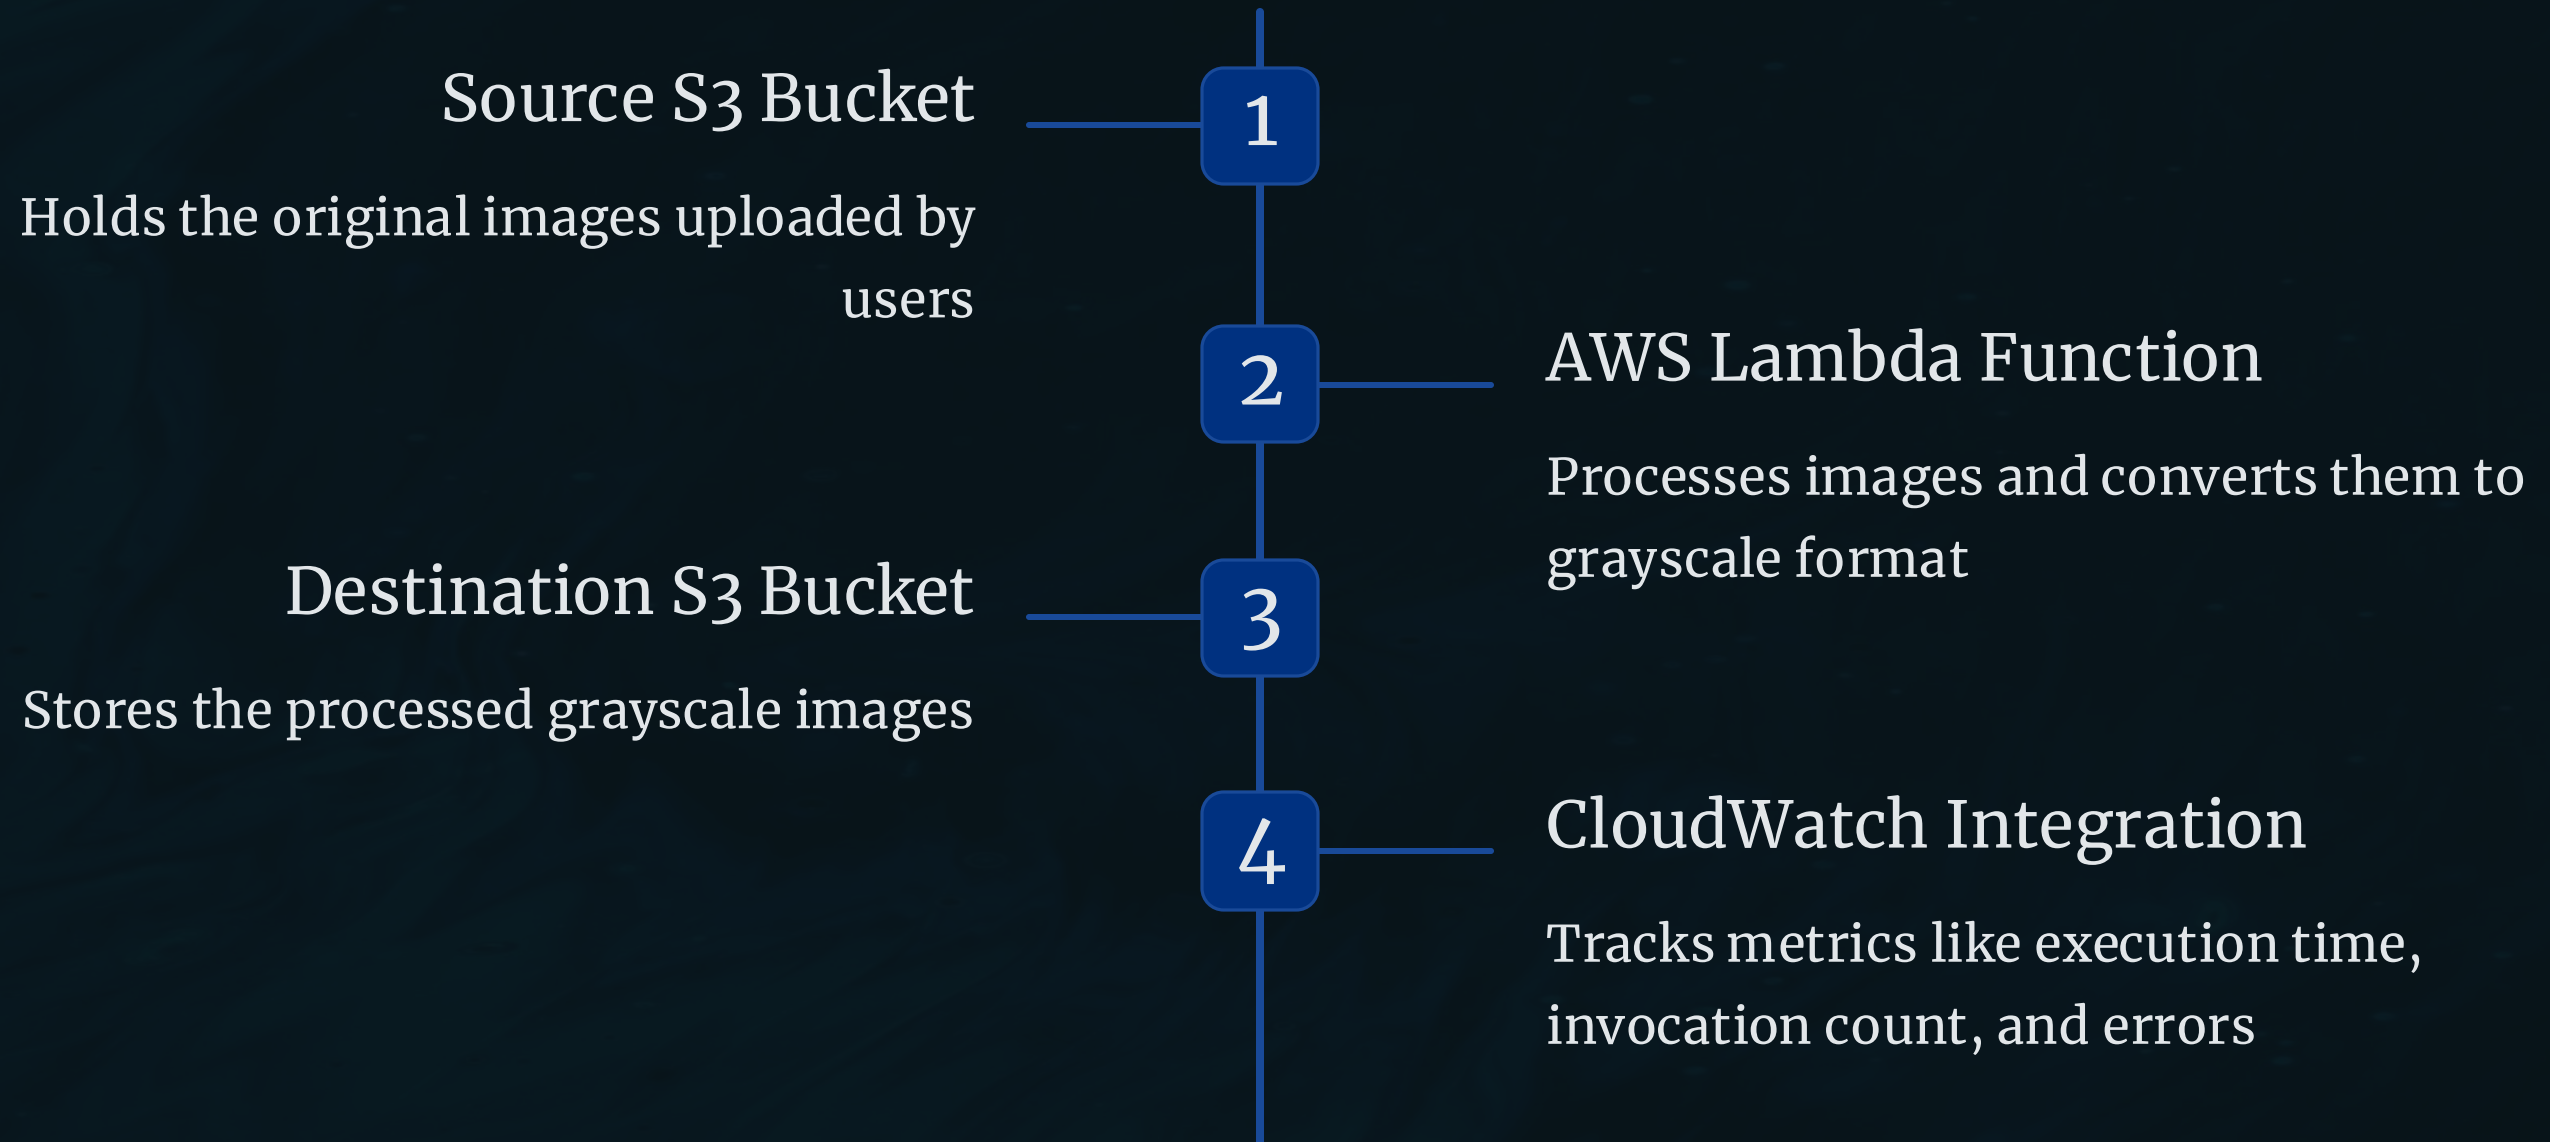 1
Source S3 Bucket
Holds the original images uploaded by
users
2
AWS Lambda Function
Processes images and converts them to
grayscale format
3
Destination S3 Bucket
Stores the processed grayscale images
4
CloudWatch Integration
Tracks metrics like execution time,
invocation count, and errors